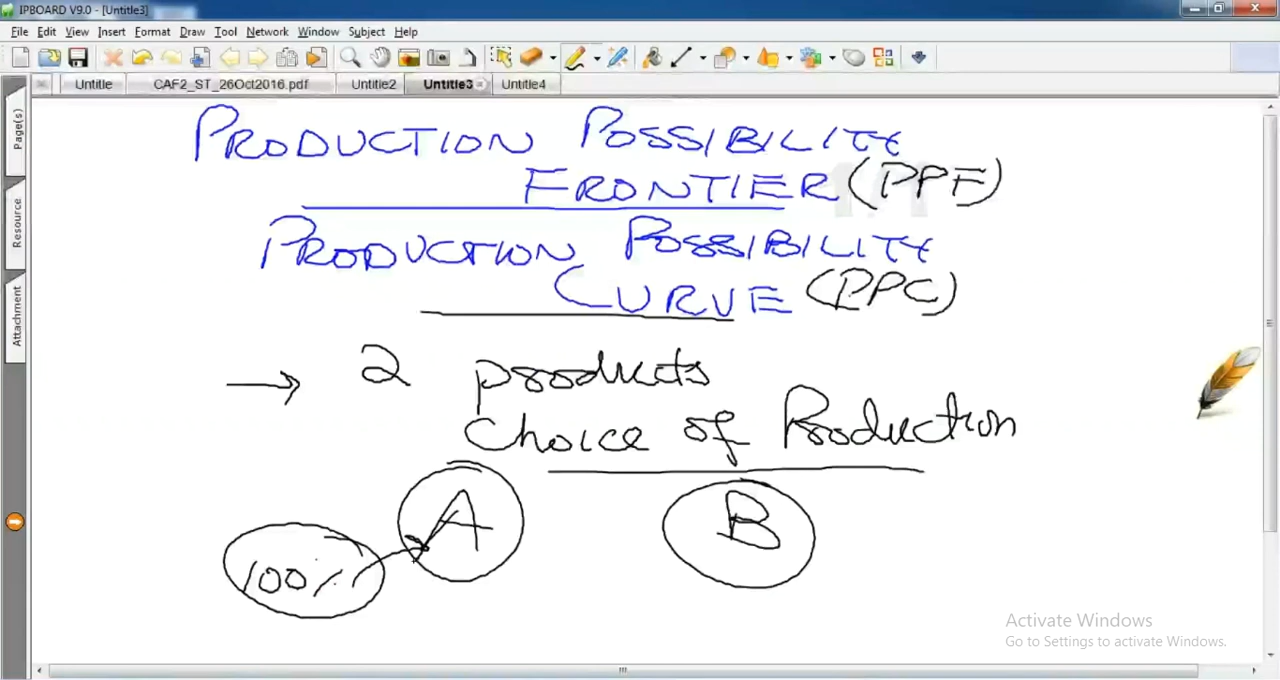 IPBOARD V9.0 - [Untitle3]
File Edit View Insert Format Draw Tool Network Window Subject Help
Untitle CAF2_ST_26Oct2016.pdf Untitle2 Untitle3 Untitle4
Page(s)
Resource
Attachment
PRODUCTION POSSIBILITY
FRONTIER (PPF)
PRODUCTION POSSIBILITY
CURVE (PPC)
→ 2 products
choice of Production
A B
100%
Activate Windows
Go to Settings to activate Windows.